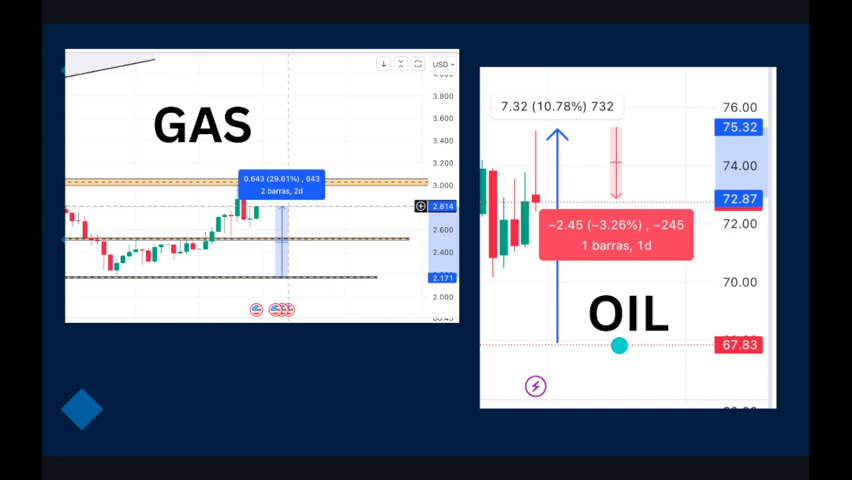 USD
4.000
3.800
GAS
3.600
3.400
3.200
0.643 (29.61%) , 643
2 barras, 2d
3.000
2.814
2.600
2.400
2.171
2.000
7.32 (10.78%) 732
76.00
75.32
74.00
72.87
−2.45 (−3.26%) , −245
1 barras, 1d
72.00
70.00
OIL
67.83